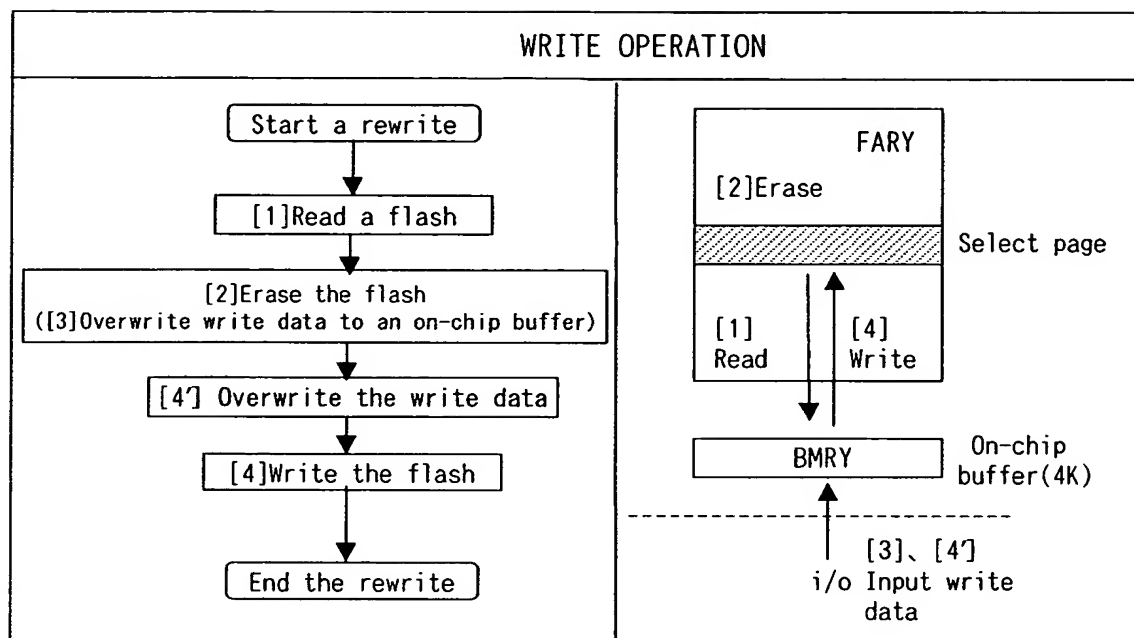 WRITE OPERATION
Start a rewrite
[1]Read a flash
[2]Erase the flash
([3]Overwrite write data to an on-chip buffer)
[4′] Overwrite the write data
[4]Write the flash
End the rewrite
FARY
[2]Erase
Select page
[1]
Read
[4]
Write
BMRY
On-chip
buffer(4K)
[3]、[4′]
i/o Input write
data